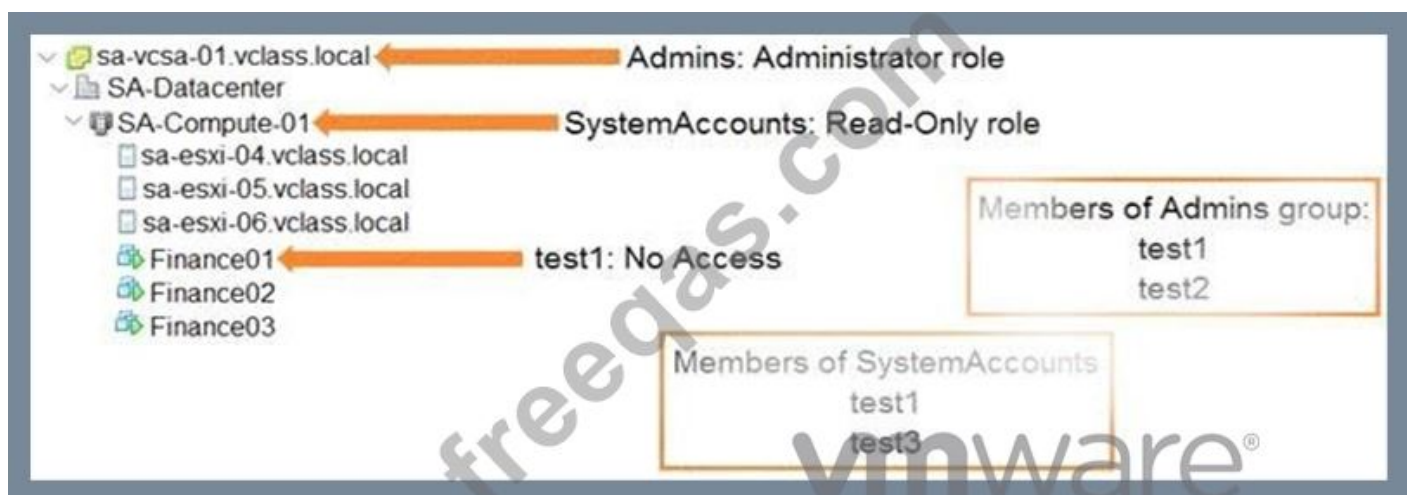 sa-vcsa-01.vclass.local
Admins: Administrator role
SA-Datacenter
SA-Compute-01
SystemAccounts: Read-Only role
sa-esxi-04.vclass.local
sa-esxi-05.vclass.local
sa-esxi-06.vclass.local
Finance01
test1: No Access
Finance02
Finance03
Members of Admins group:
test1
test2
Members of SystemAccounts
test1
test3
freeqas.com
vmware®